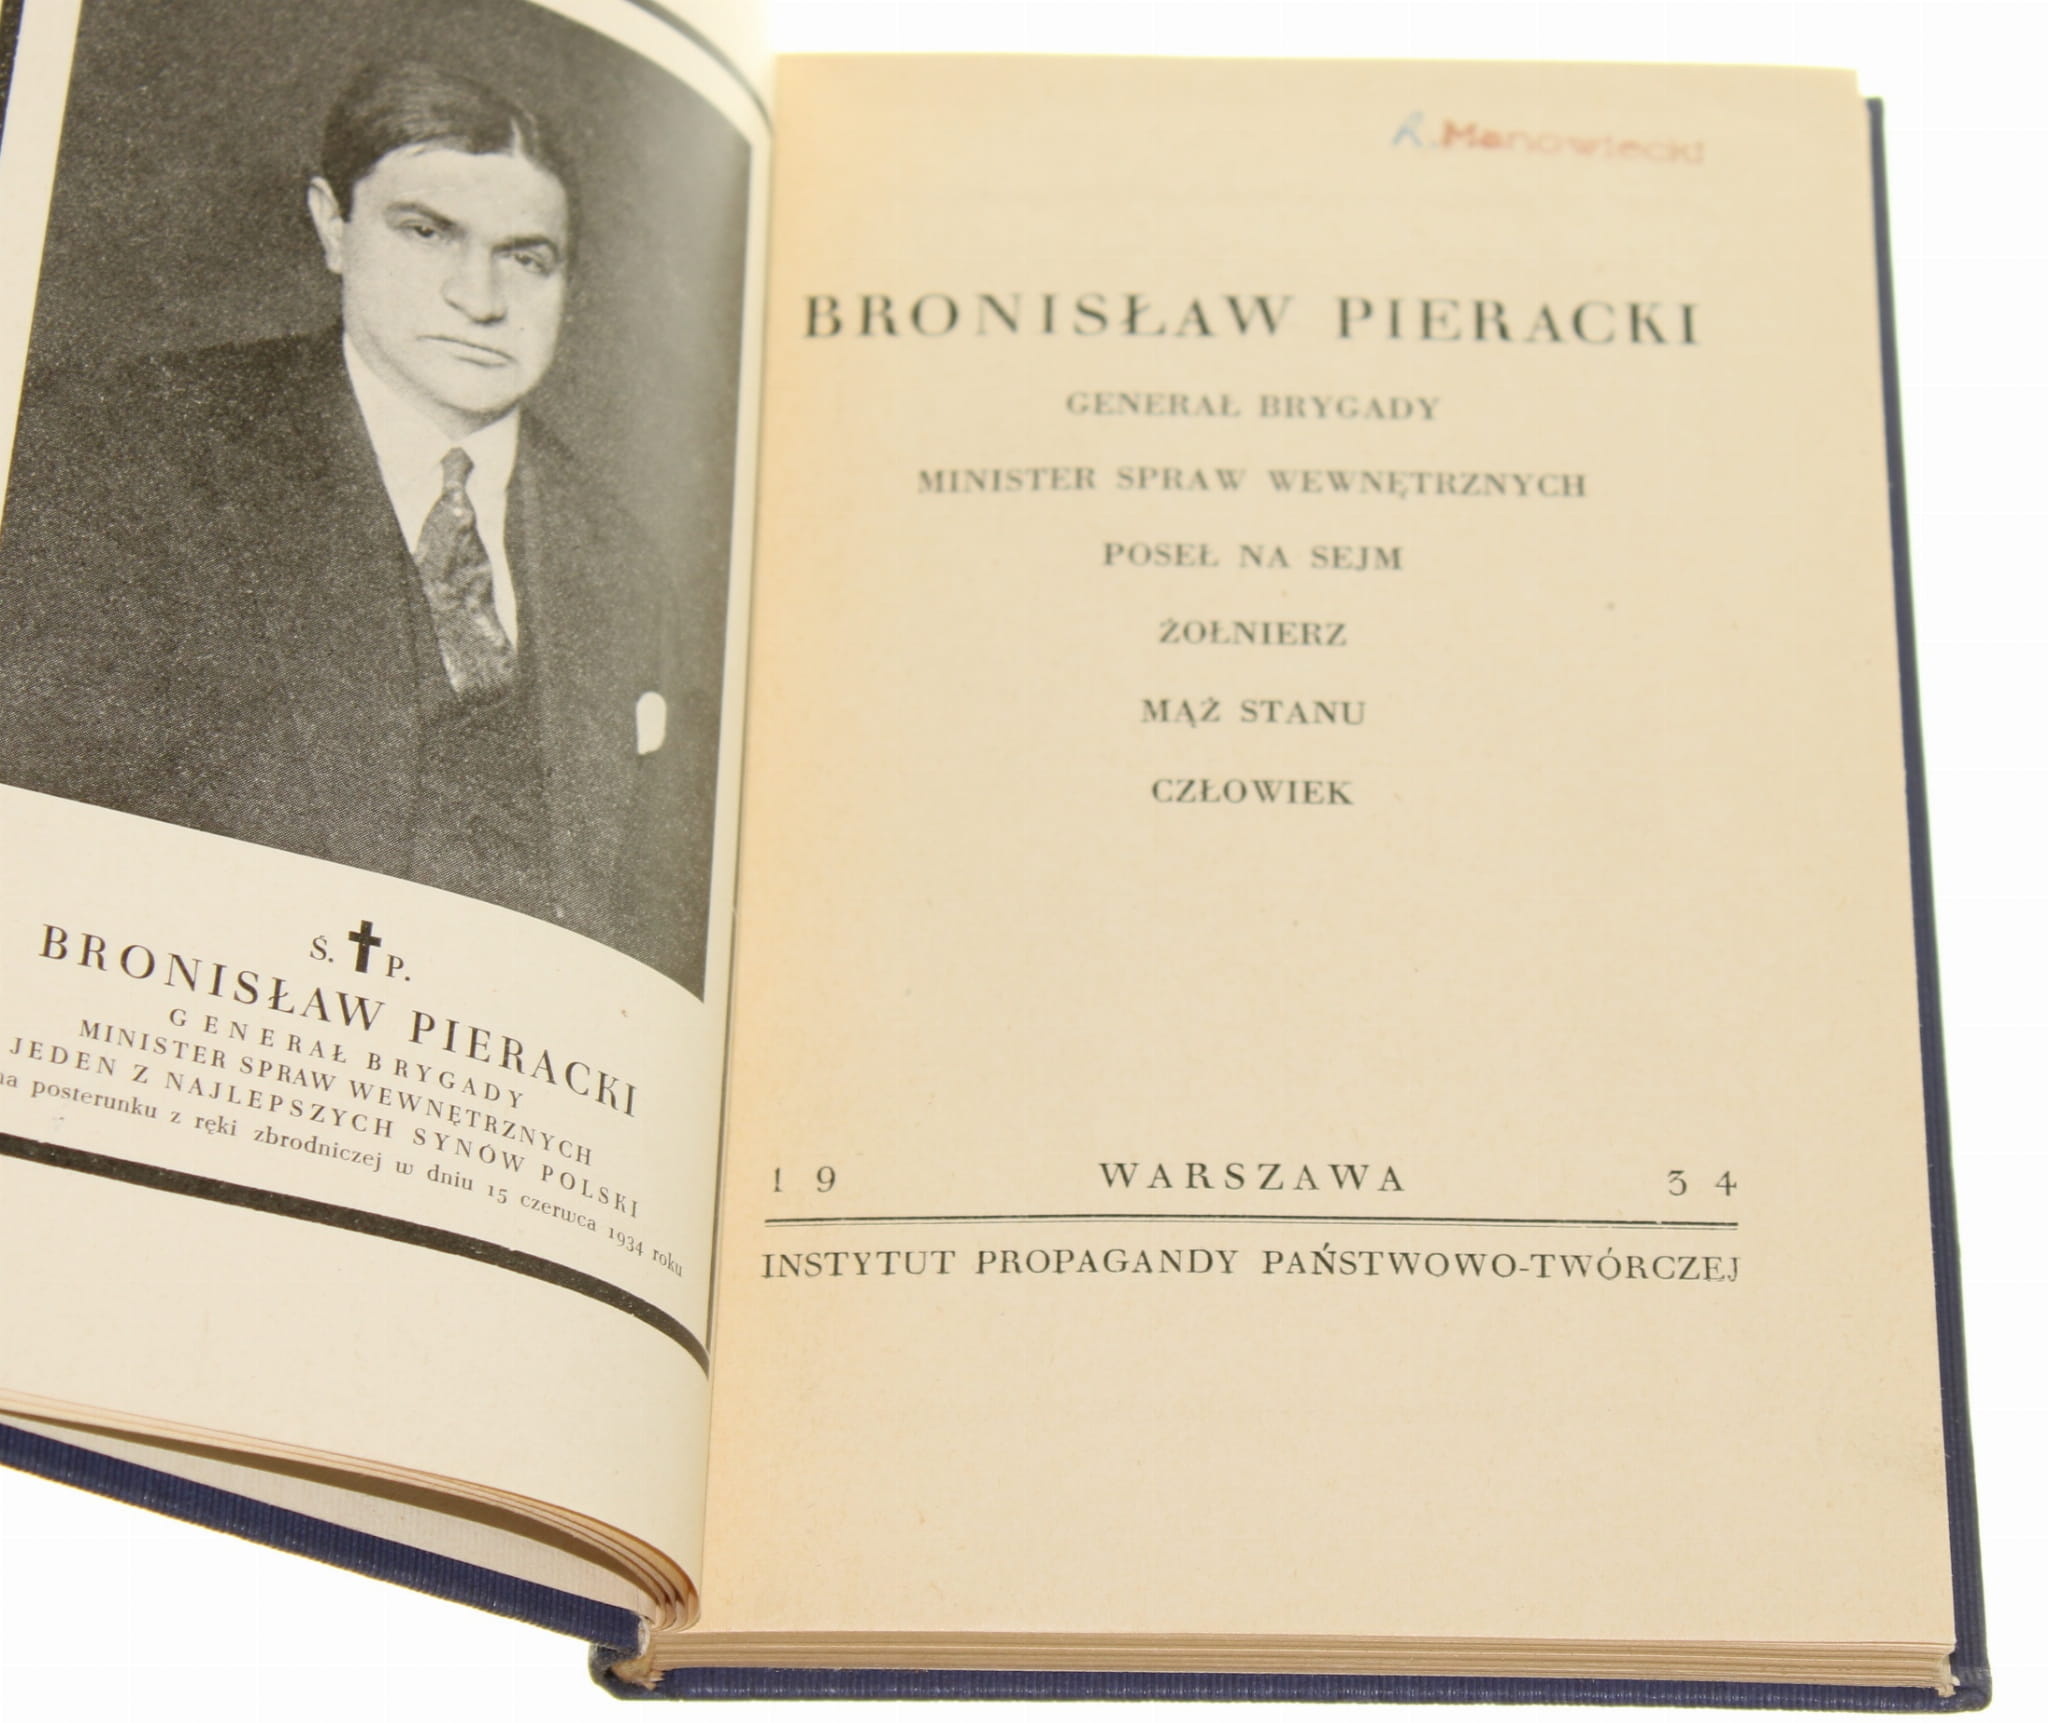 Ś. P.
BRONISŁAW PIERACKI
GENERAŁ BRYGADY
MINISTER SPRAW WEWNĘTRZNYCH
JEDEN Z NAJLEPSZYCH SYNÓW POLSKI
posterunku z ręki zbrodniczej w dniu 15 czerwca 1934 roku
R. Manowiecki
BRONISŁAW PIERACKI
GENERAŁ BRYGADY
MINISTER SPRAW WEWNĘTRZNYCH
POSEŁ NA SEJM
ŻOŁNIERZ
MĄŻ STANU
CZŁOWIEK
19 WARSZAWA 34
INSTYTUT PROPAGANDY PAŃSTWOWO-TWÓRCZEJ